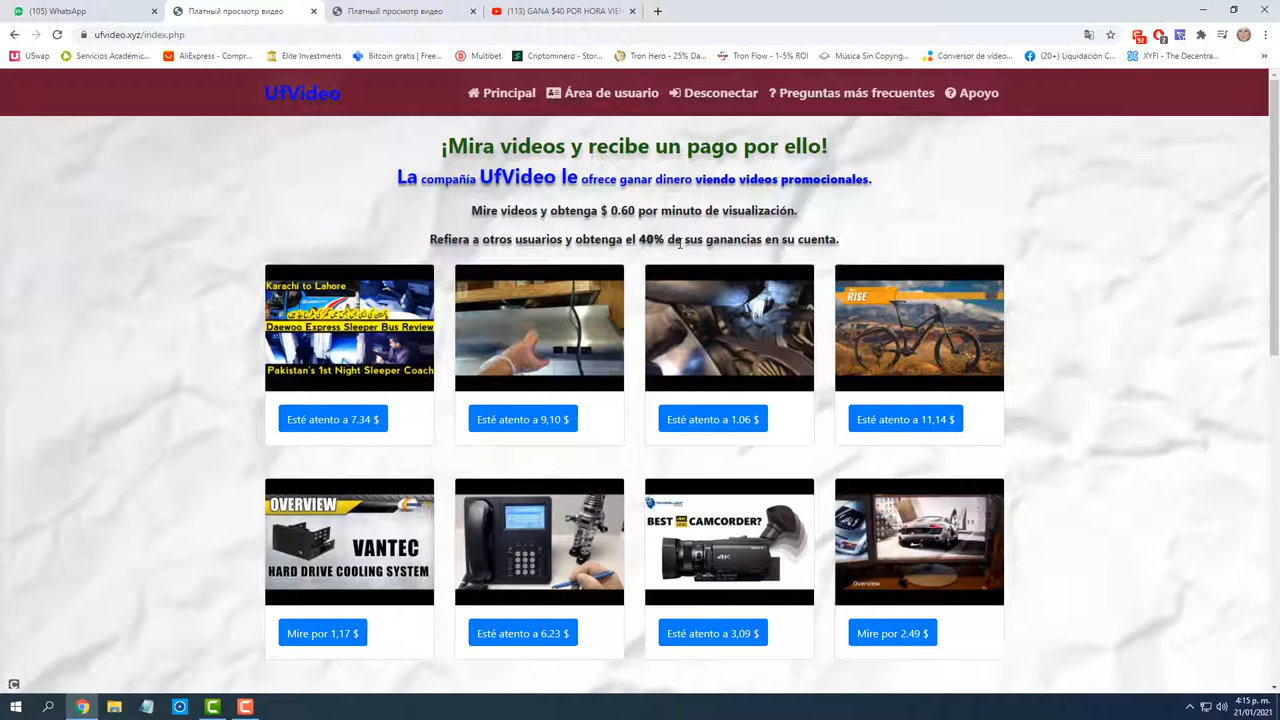 (105) WhatsApp
Платный просмотр видео
Платный просмотр видео
(113) GANA $40 POR HORA VIE
ufvideo.xyz/index.php
USwap
Servicios Académic...
AliExpress - Compr...
Elite Investments
Bitcoin gratis | Free...
Multibet
Criptominero - Stor...
Tron Hero - 25% Da...
Tron Flow - 1-5% ROI
Música Sin Copyrig...
Conversor de vídeo...
(20+) Liquidación C...
XYFI - The Decentra...
UfVideo
Principal
Área de usuario
Desconectar
Preguntas más frecuentes
Apoyo
¡Mira videos y recibe un pago por ello!
La compañía UfVideo le ofrece ganar dinero viendo videos promocionales.
Mire videos y obtenga $ 0.60 por minuto de visualización.
Refiera a otros usuarios y obtenga el 40% de sus ganancias en su cuenta.
Karachi to Lahore
Daewoo Express Sleeper Bus Review
Pakistan's 1st Night Sleeper Coach
RISE
Esté atento a 7.34 $
Esté atento a 9,10 $
Esté atento a 1.06 $
Esté atento a 11,14 $
OVERVIEW
VANTEC
HARD DRIVE COOLING SYSTEM
BEST 4K CAMCORDER?
4K
Overview
Mire por 1,17 $
Esté atento a 6.23 $
Esté atento a 3,09 $
Mire por 2.49 $
4:15 p. m.
21/01/2021